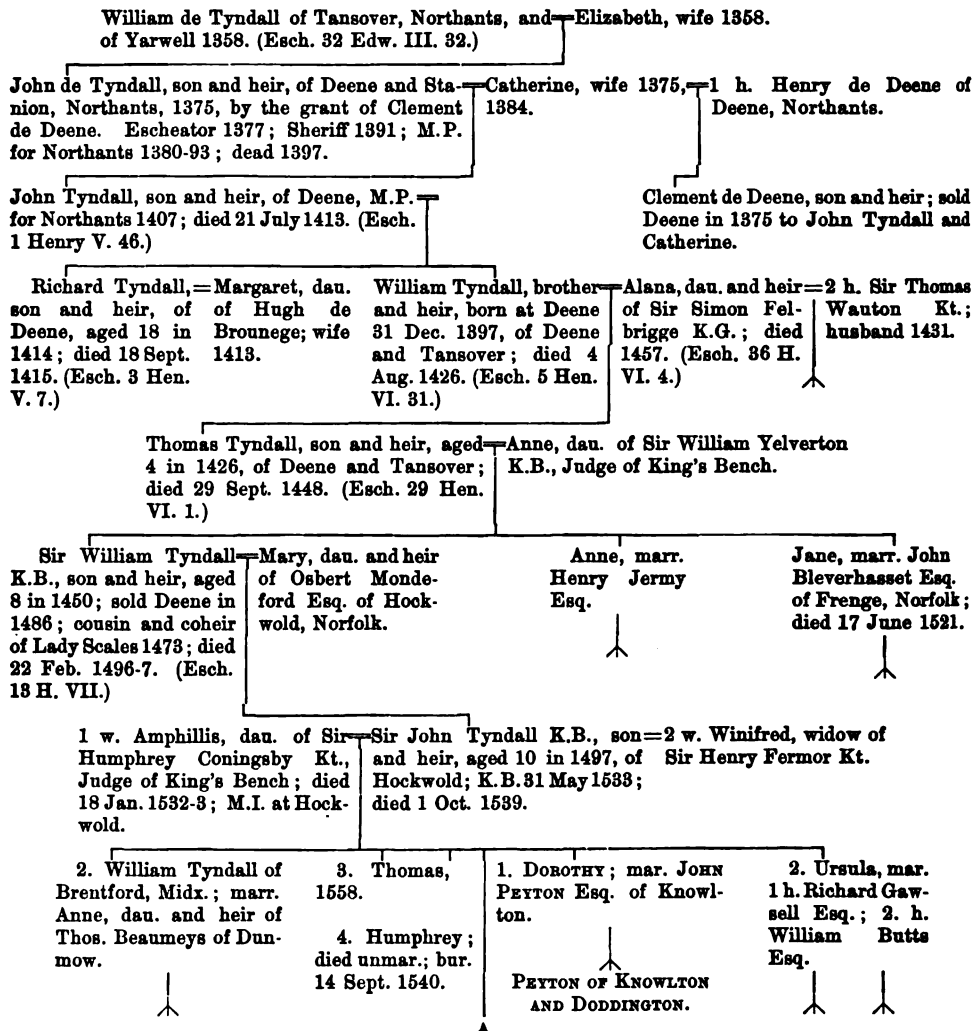 William de Tyndall of Tansover, Northants, and=Elizabeth, wife 1358.
of Yarwell 1358. (Esch. 32 Edw. III. 32.)
John de Tyndall, son and heir, of Deene and Sta-
nion, Northants, 1375, by the grant of Clement
de Deene. Escheator 1377; Sheriff 1391; M.P.
for Northants 1380-93; dead 1397.
=Catherine, wife 1375,
1384.
=1 h. Henry de Deene of
Deene, Northants.
John Tyndall, son and heir, of Deene, M.P.=
for Northants 1407; died 21 July 1413. (Esch.
1 Henry V. 46.)
Clement de Deene, son and heir; sold
Deene in 1375 to John Tyndall and
Catherine.
Richard Tyndall,=
son and heir, of
Deene, aged 18 in
1414; died 18 Sept.
1415. (Esch. 3 Hen.
V. 7.)
Margaret, dau.
of Hugh de
Brounege; wife
1413.
William Tyndall, brother=
and heir, born at Deene
31 Dec. 1397, of Deene
and Tansover; died 4
Aug. 1426. (Esch. 5 Hen.
VI. 31.)
Alana, dau. and heir=
of Sir Simon Fel-
brigge K.G.; died
1457. (Esch. 36 H.
VI. 4.)
2 h. Sir Thomas
Wauton Kt.;
husband 1431.
Thomas Tyndall, son and heir, aged=
4 in 1426, of Deene and Tansover;
died 29 Sept. 1448. (Esch. 29 Hen.
VI. 1.)
Anne, dau. of Sir William Yelverton
K.B., Judge of King's Bench.
Sir William Tyndall=
K.B., son and heir, aged
8 in 1450; sold Deene in
1486; cousin and coheir
of Lady Scales 1473; died
22 Feb. 1496-7. (Esch.
13 H. VII.)
Mary, dau. and heir
of Osbert Monde-
ford Esq. of Hock-
wold, Norfolk.
Anne, marr.
Henry Jermy
Esq.
Jane, marr. John
Bleverhasset Esq.
of Frenge, Norfolk;
died 17 June 1521.
1 w. Amphillis, dau. of Sir=
Humphrey Coningsby Kt.,
Judge of King's Bench; died
18 Jan. 1532-3; M.I. at Hock-
wold.
Sir John Tyndall K.B., son=
and heir, aged 10 in 1497, of
Hockwold; K.B. 31 May 1533;
died 1 Oct. 1539.
2 w. Winifred, widow of
Sir Henry Fermor Kt.
2. William Tyndall of
Brentford, Midx.; marr.
Anne, dau. and heir of
Thos. Beaumeys of Dun-
mow.
3. Thomas,
1558.
4. Humphrey;
died unmar.; bur.
14 Sept. 1540.
1. DOROTHY; mar. JOHN
PEYTON Esq. of Knowl-
ton.
PEYTON OF KNOWLTON
AND DODDINGTON.
2. Ursula, mar.
1 h. Richard Gaw-
sell Esq.; 2. h.
William Butts
Esq.